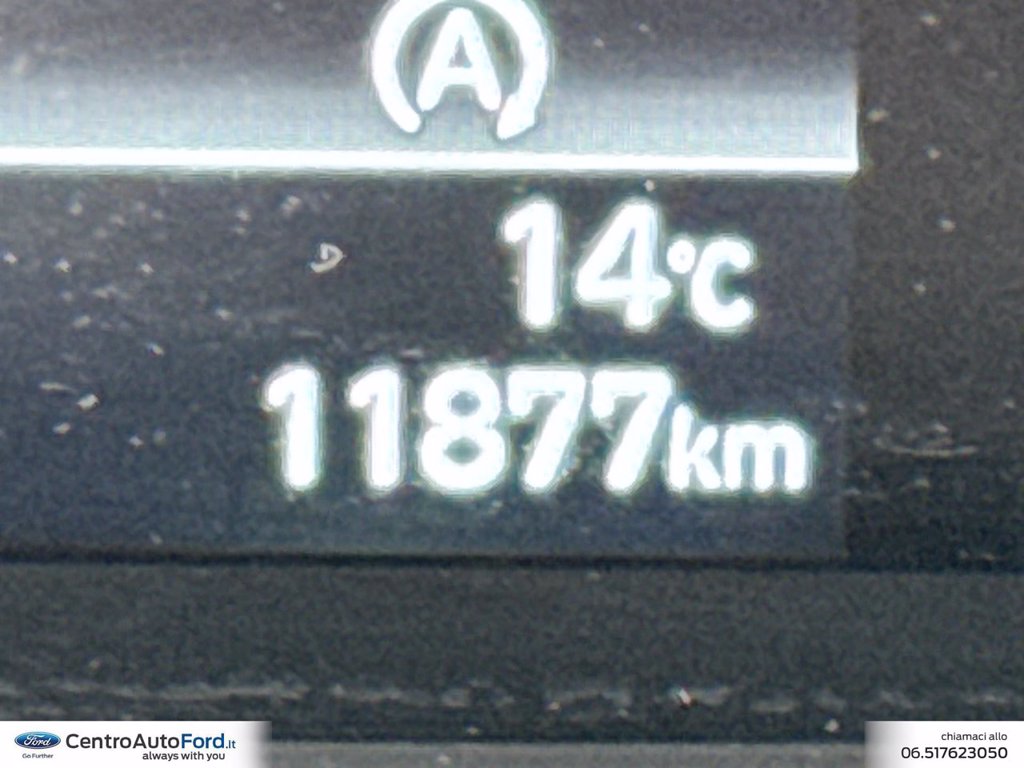 A
14°C
11877km
Ford
Go Further
CentroAutoFord.it
always with you
chiamaci allo
06.517623050